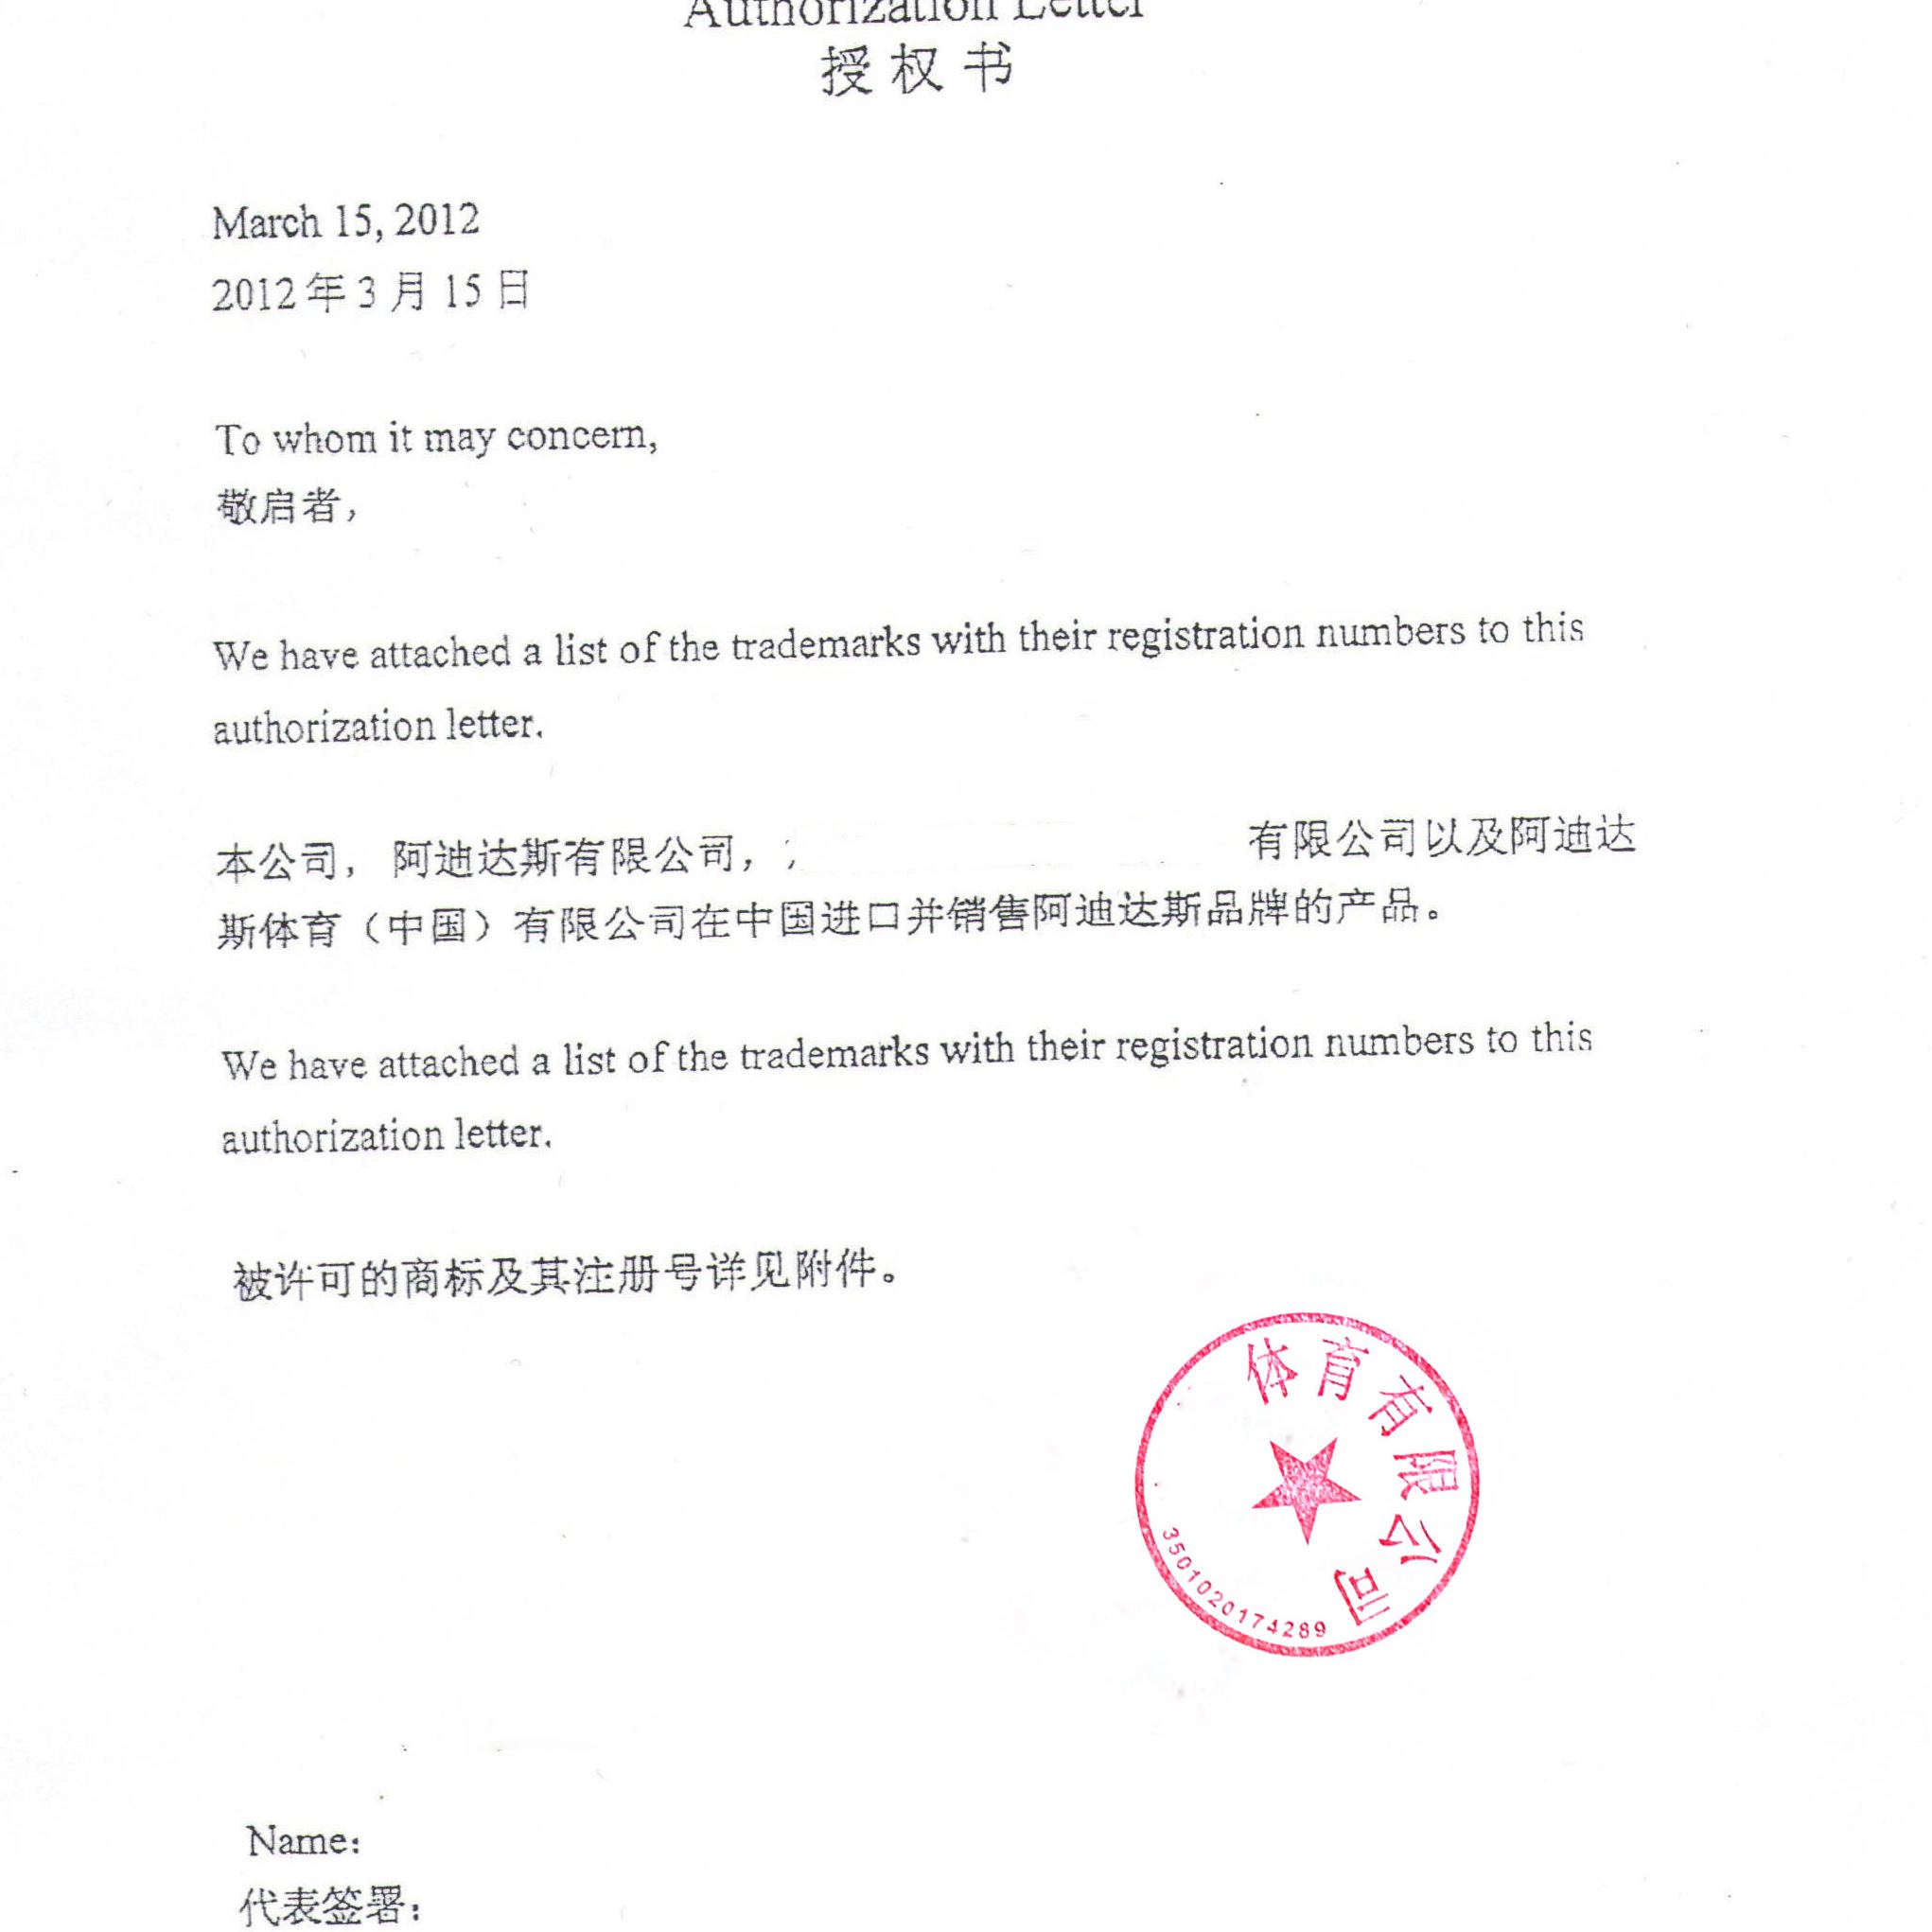 Authorization Letter
授权书
March 15, 2012
2012年3月15日
To whom it may concern,
敬启者，
We have attached a list of the trademarks with their registration numbers to this
authorization letter.
本公司，阿迪达斯有限公司， 有限公司以及阿迪达
斯体育（中国）有限公司在中国进口并销售阿迪达斯品牌的产品。
We have attached a list of the trademarks with their registration numbers to this
authorization letter.
被许可的商标及其注册号详见附件。
体育有限公司
3501020174289
Name:
代表签署：